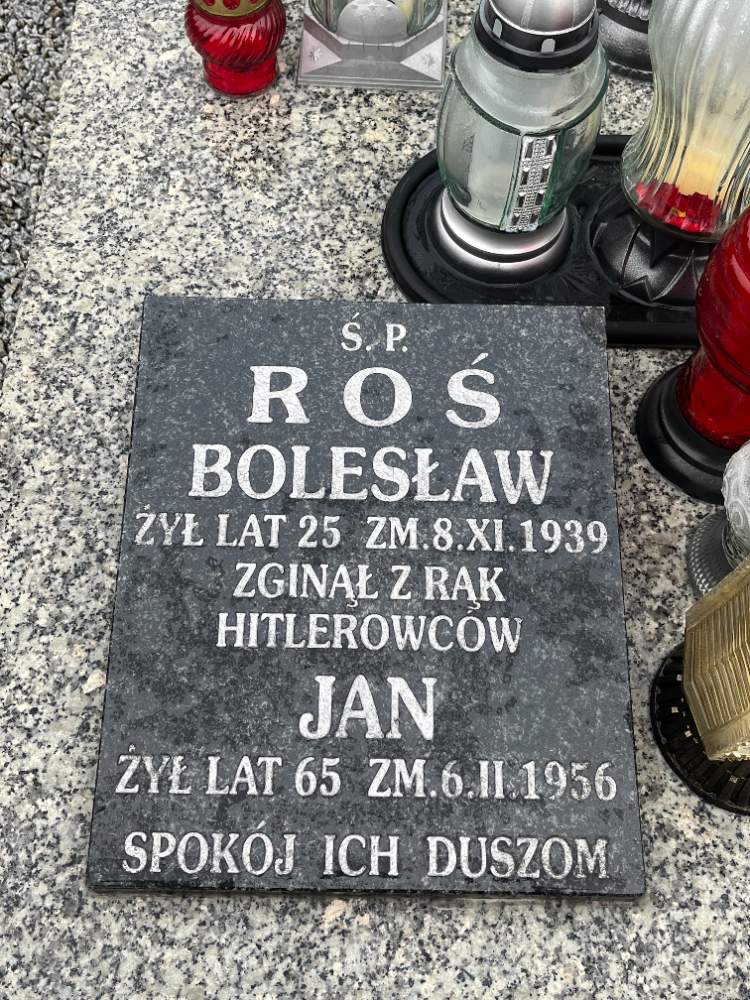 Ś. P.
ROŚ
BOLESŁAW
ŻYŁ LAT 25 ZM.8.XI.1939
ZGINĄŁ Z RĄK
HITLEROWCÓW
JAN
ŻYŁ LAT 65 ZM.6.II.1956
SPOKÓJ ICH DUSZOM